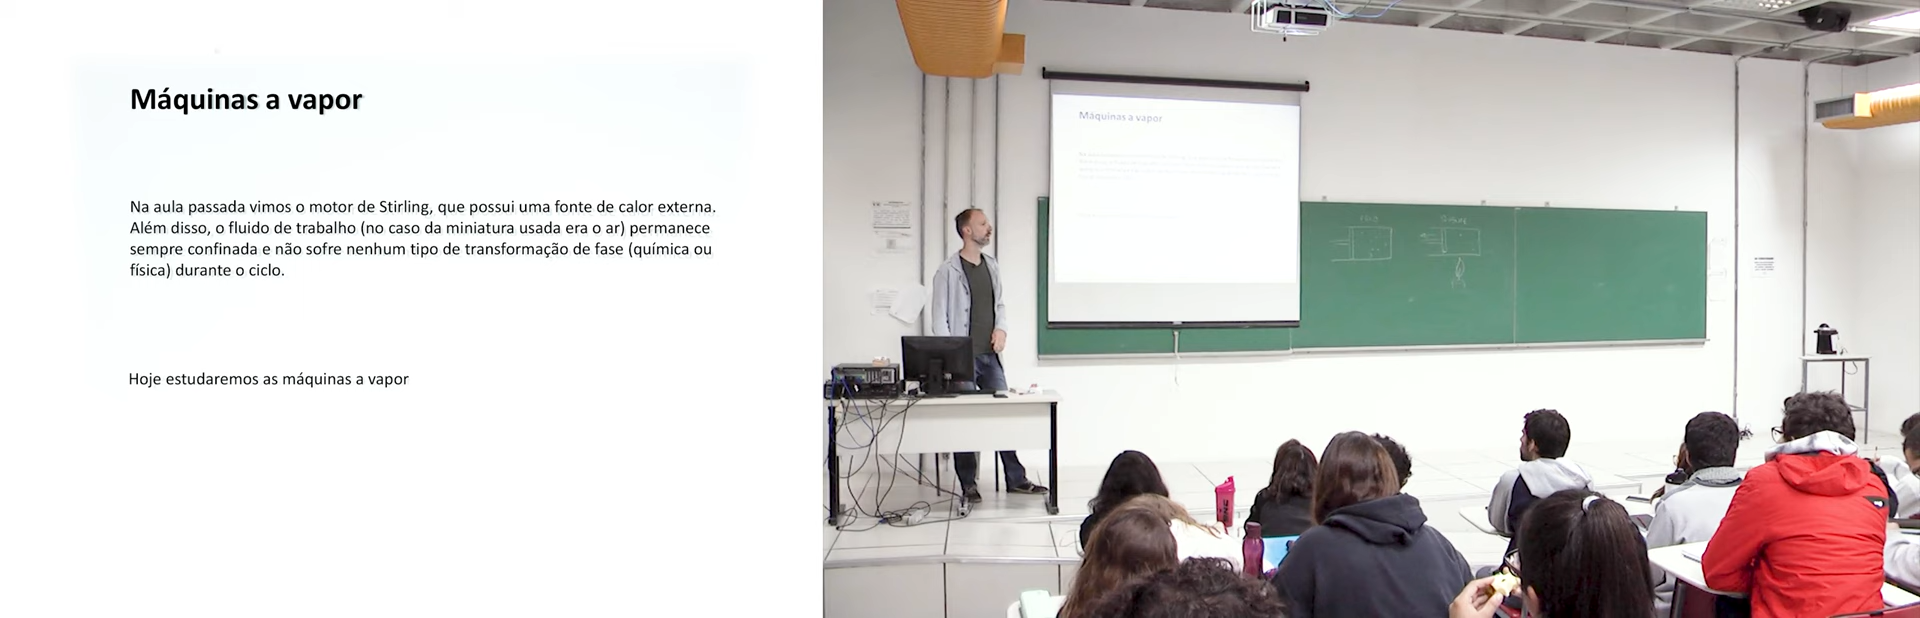 Máquinas a vapor
Na aula passada vimos o motor de Stirling, que possui uma fonte de calor externa.
Além disso, o fluido de trabalho (no caso da miniatura usada era o ar) permanece
sempre confinada e não sofre nenhum tipo de transformação de fase (química ou
física) durante o ciclo.
Hoje estudaremos as máquinas a vapor
Máquinas a vapor